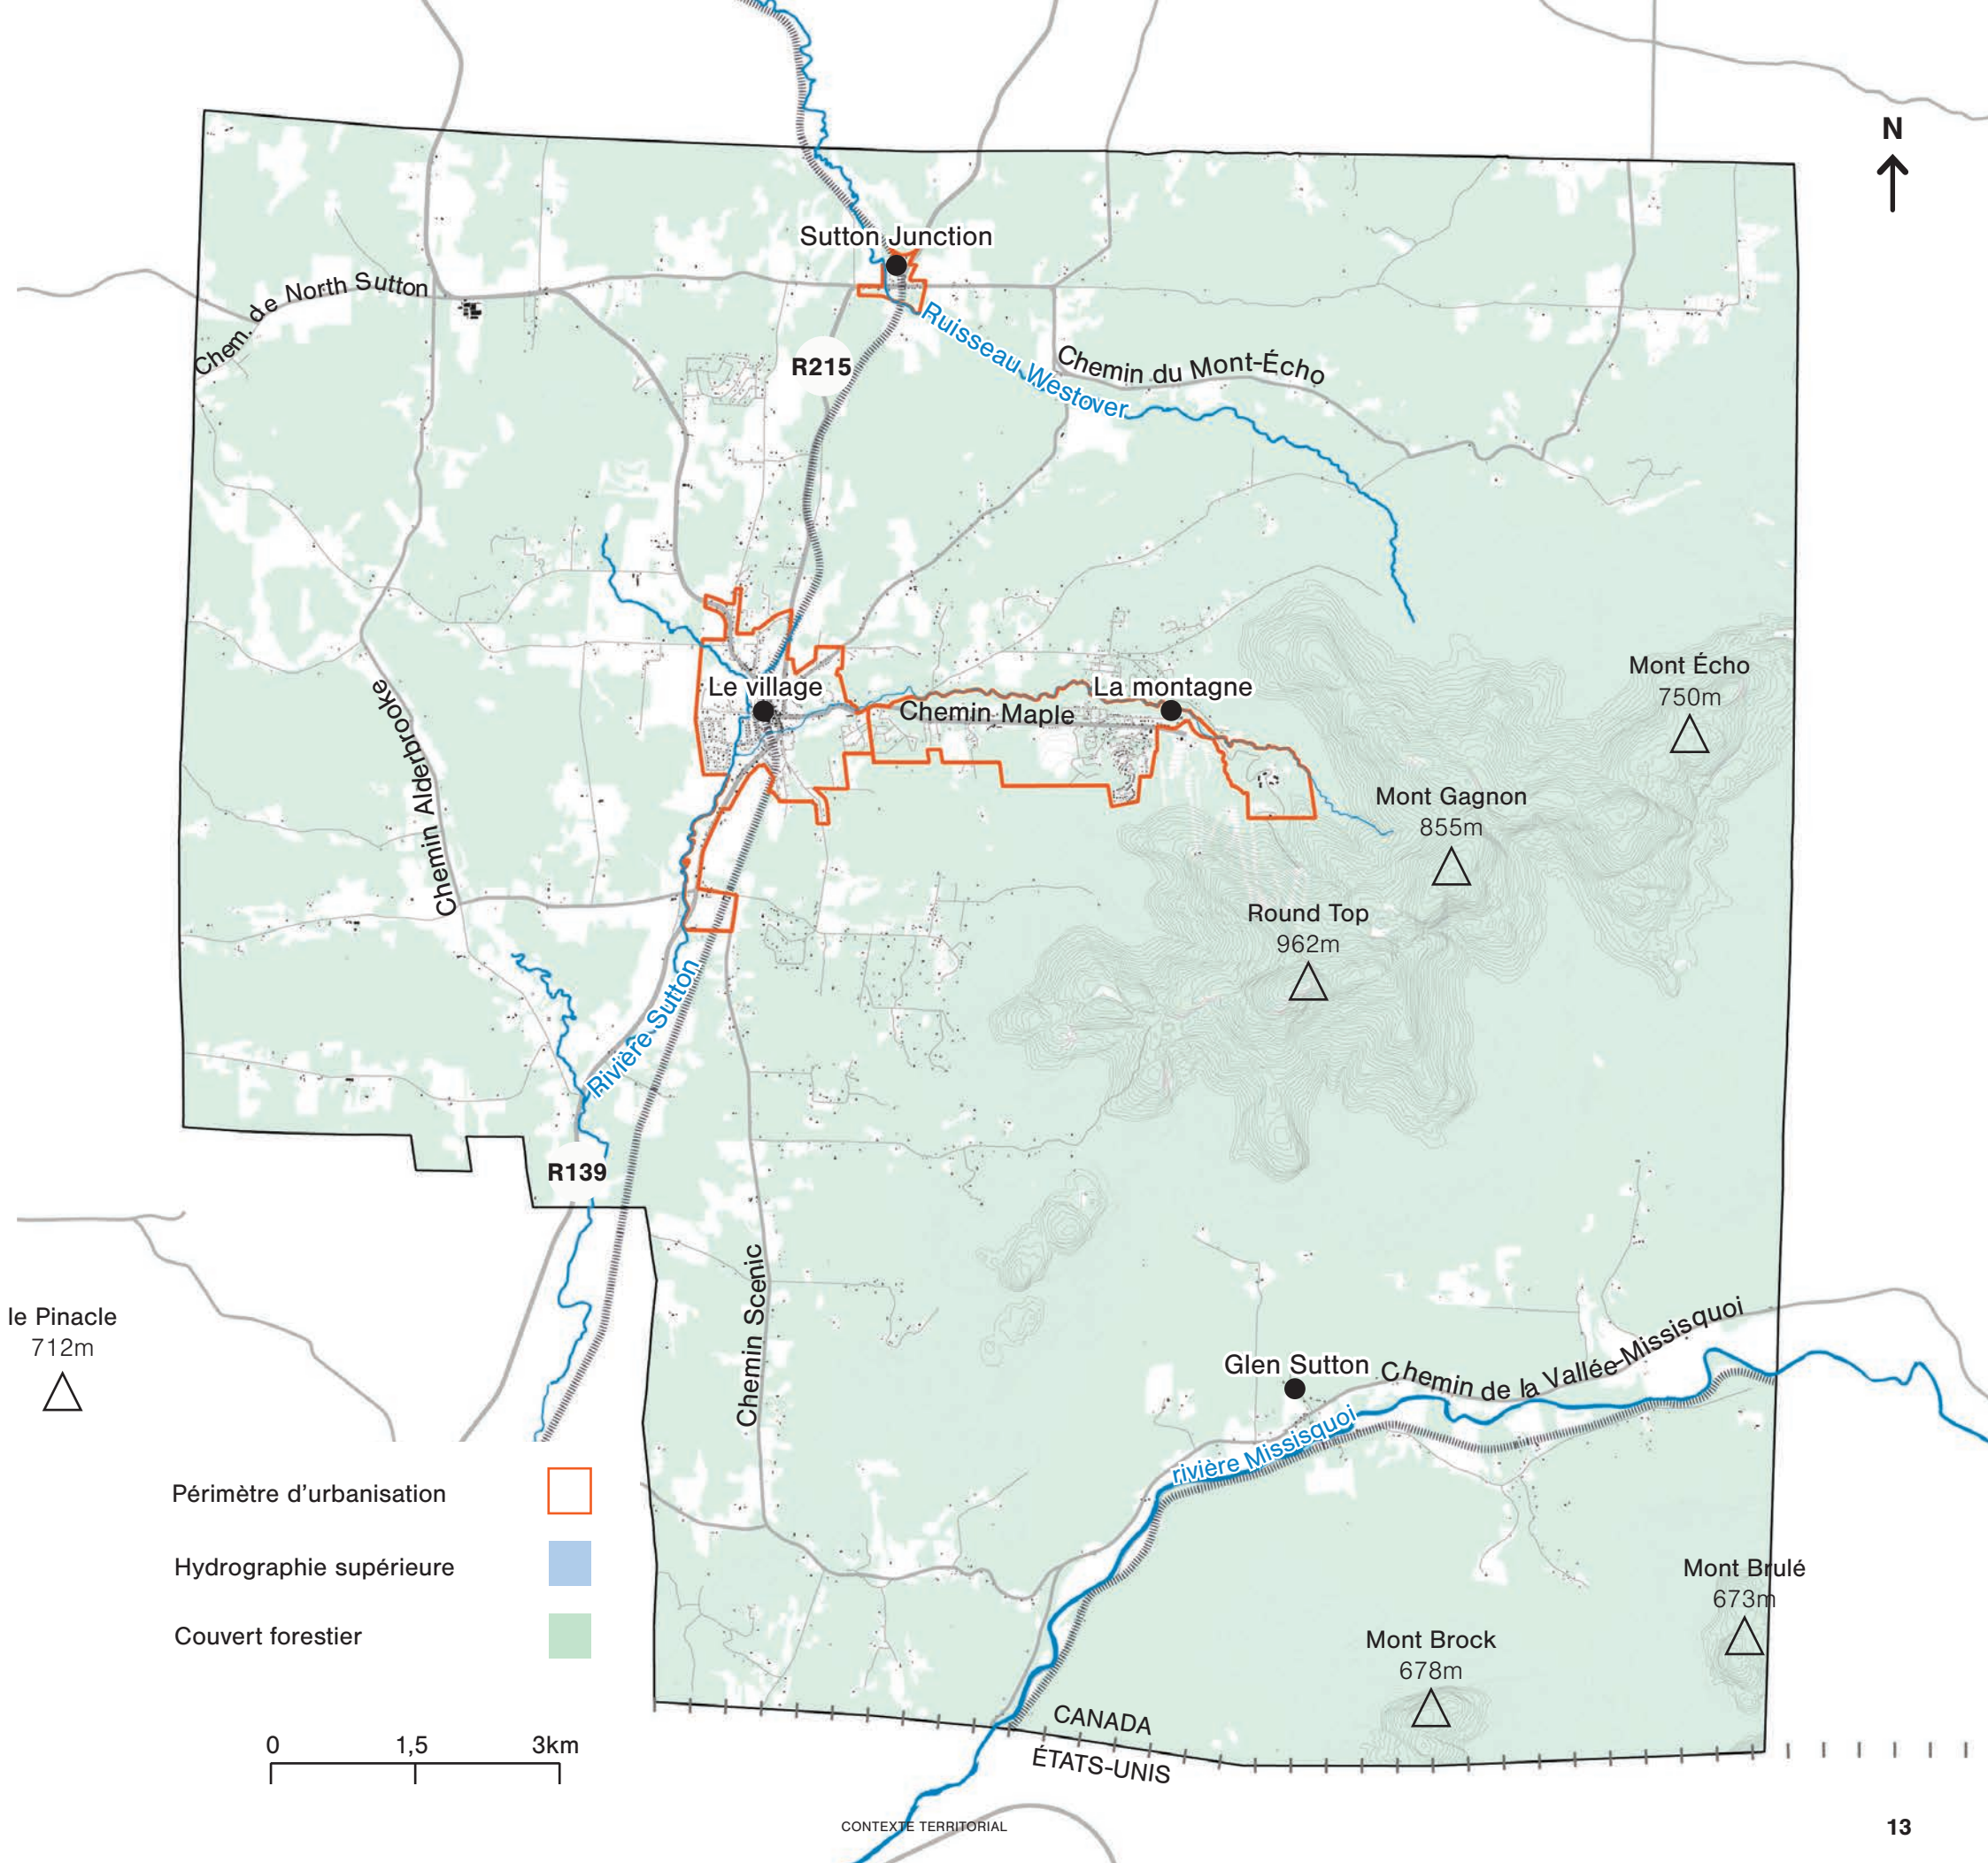 N
Sutton Junction
Chem. de North Sutton
Ruisseau Westover
R215
Chemin du Mont-Écho
Mont Écho
750m
Le village
La montagne
Chemin Maple
Chemin Alderbrooke
Mont Gagnon
855m
Round Top
962m
Rivière Sutton
R139
Chemin Scenic
le Pinacle
712m
Glen Sutton
Chemin de la Vallée-Missisquoi
rivière Missisquoi
Périmètre d'urbanisation
Hydrographie supérieure
Couvert forestier
Mont Brulé
673m
Mont Brock
678m
CANADA
ÉTATS-UNIS
0 1,5 3km
CONTEXTE TERRITORIAL
13